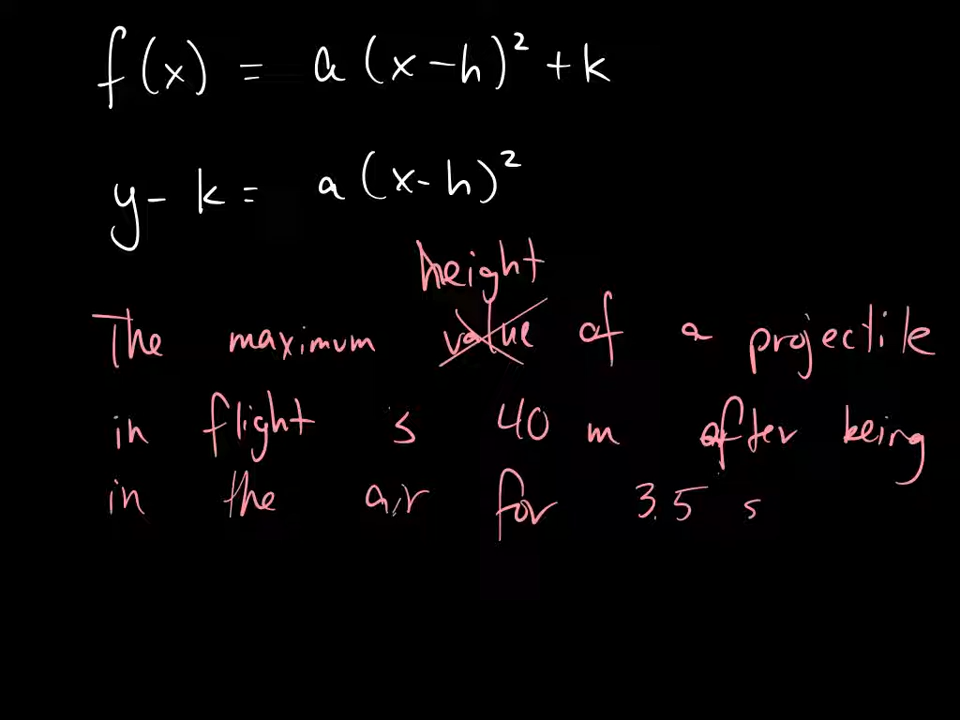 f(x) = a(x-h)² + k
y - k = a(x-h)²
height
The maximum value of a projectile
in flight is 40 m after being
in the air for 3.5 s